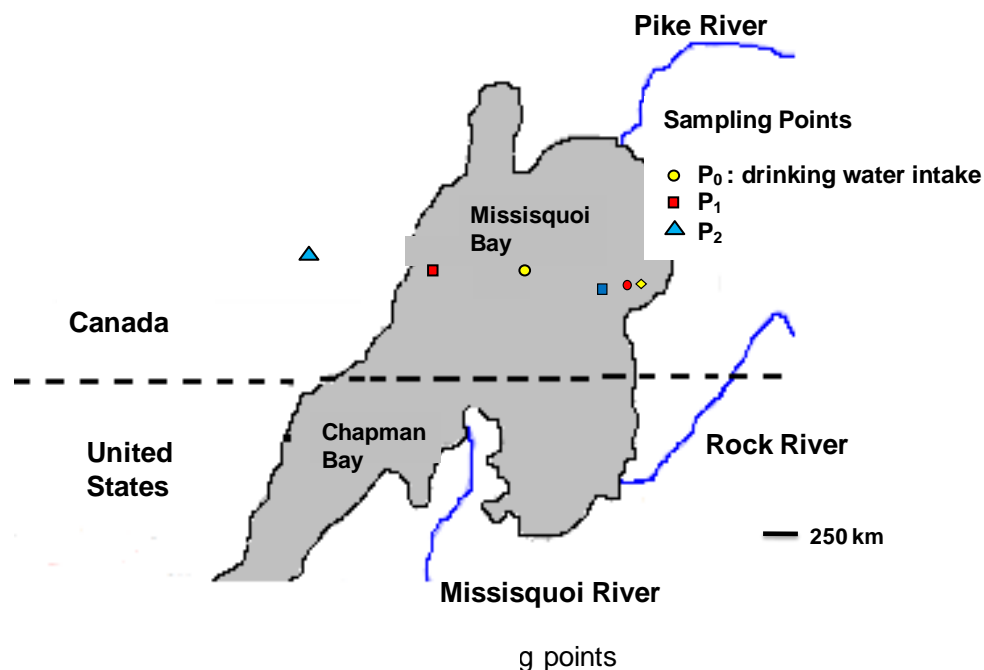 Pike River
Sampling Points
P₀ : drinking water intake
P₁
P₂
Missisquoi
Bay
Canada
United
States
Chapman
Bay
Rock River
250 km
Missisquoi River
g points